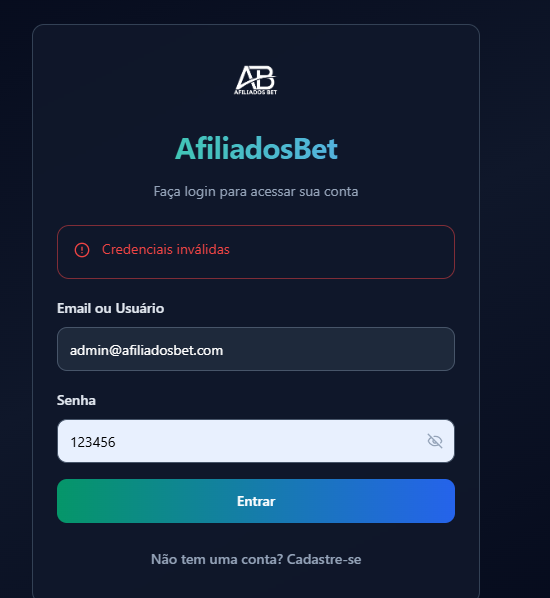 AB
AFILIADOS BET
AfiliadosBet
Faça login para acessar sua conta
Credenciais inválidas
Email ou Usuário
admin@afiliadosbet.com
Senha
123456
Entrar
Não tem uma conta? Cadastre-se